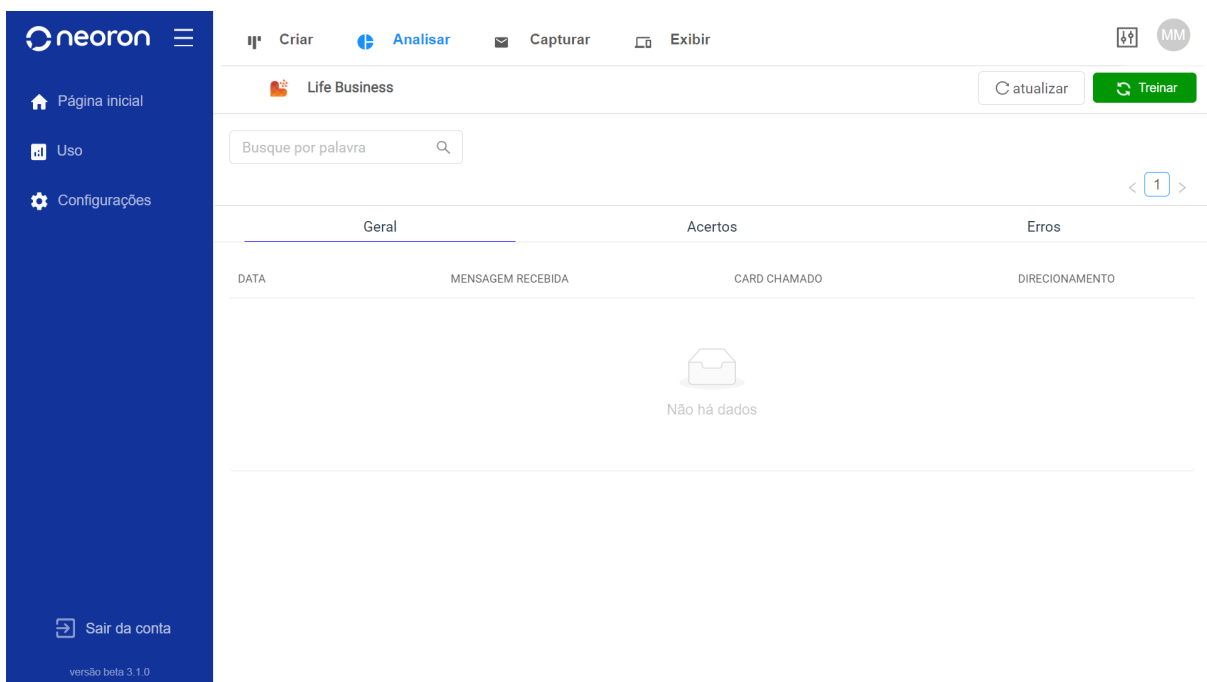 neoron
Criar Analisar Capturar Exibir MM
Life Business atualizar Treinar
Página inicial
Busque por palavra
Uso
1
Configurações
Geral Acertos Erros
DATA MENSAGEM RECEBIDA CARD CHAMADO DIRECIONAMENTO
Não há dados
Sair da conta
versão beta 3.1.0